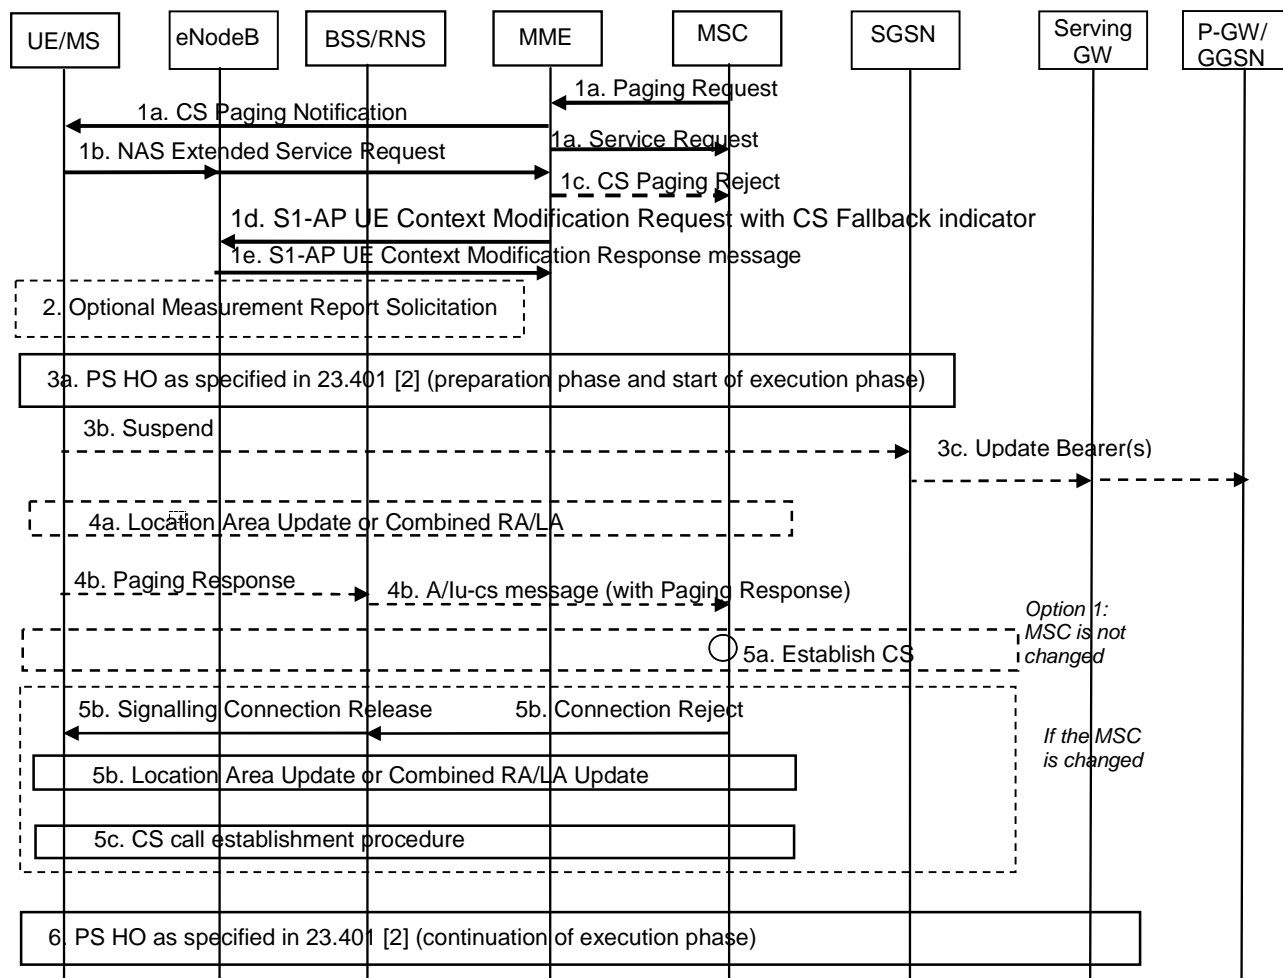 UE/MS
eNodeB
BSS/RNS
MME
MSC
SGSN
Serving
GW
P-GW/
GGSN
1a. Paging Request
1a. CS Paging Notification
1a. Service Request
1b. NAS Extended Service Request
1c. CS Paging Reject
1d. S1-AP UE Context Modification Request with CS Fallback indicator
1e. S1-AP UE Context Modification Response message
2. Optional Measurement Report Solicitation
3a. PS HO as specified in 23.401 [2] (preparation phase and start of execution phase)
3b. Suspend
3c. Update Bearer(s)
4a. Location Area Update or Combined RA/LA
4b. Paging Response
4b. A/Iu-cs message (with Paging Response)
Option 1:
MSC is not
changed
5a. Establish CS
5b. Signalling Connection Release
5b. Connection Reject
If the MSC
is changed
5b. Location Area Update or Combined RA/LA Update
5c. CS call establishment procedure
6. PS HO as specified in 23.401 [2] (continuation of execution phase)